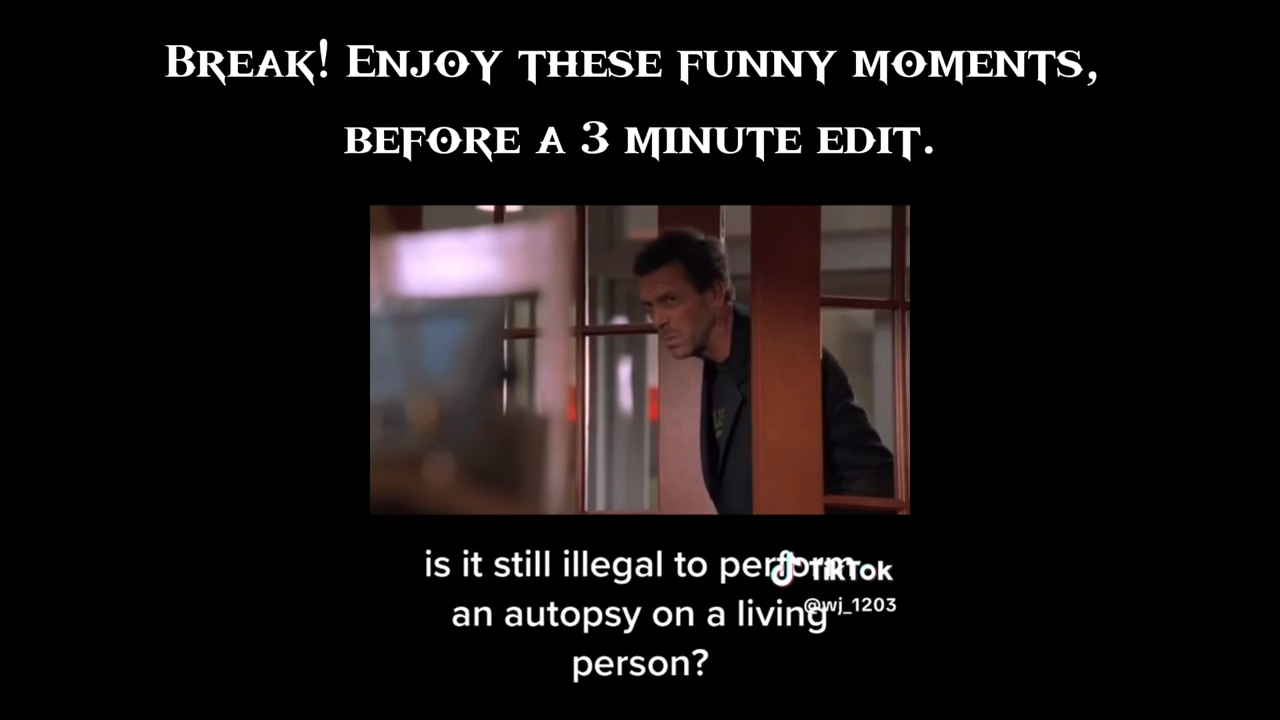 Break! Enjoy these funny moments,
before a 3 minute edit.
is it still illegal to perform
TikTok
an autopsy on a living
@wj_1203
person?